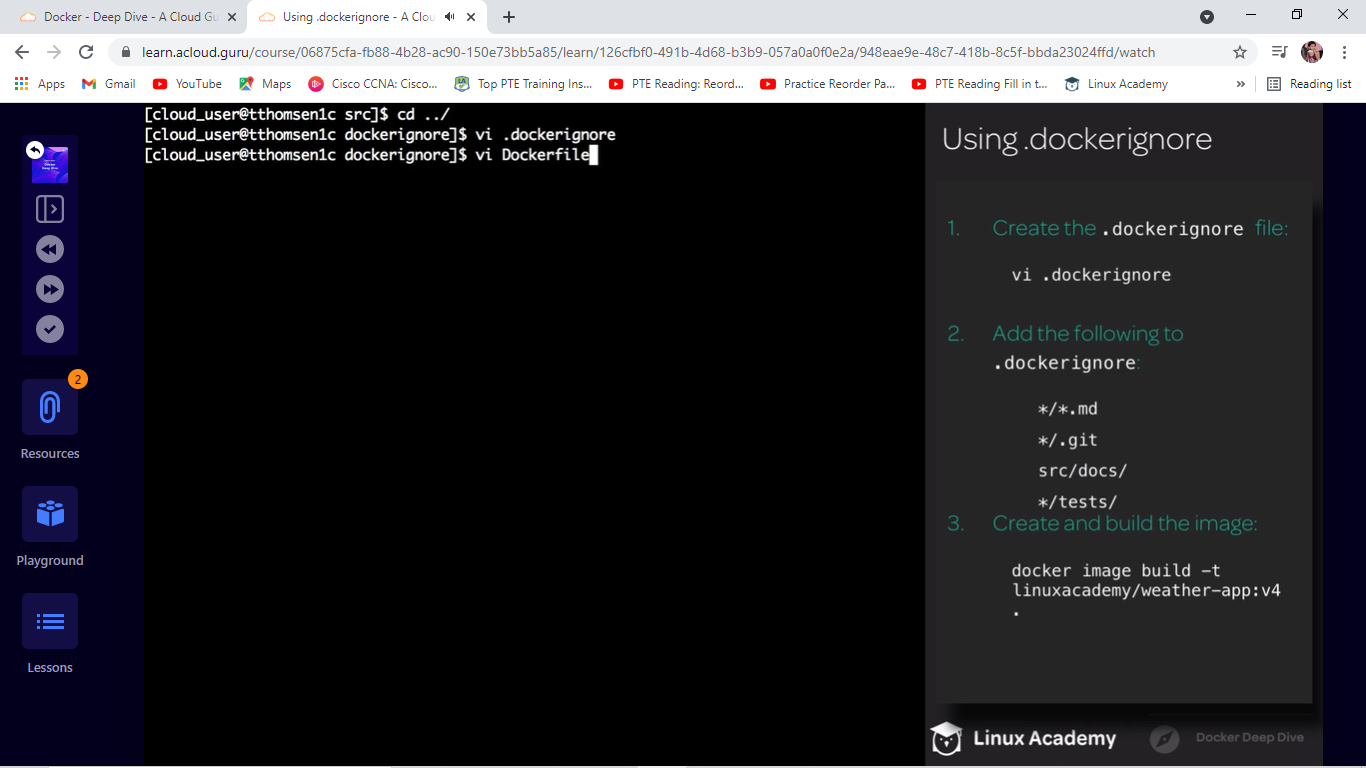 Docker - Deep Dive - A Cloud Gu
Using .dockerignore - A Clou
learn.acloud.guru/course/06875cfa-fb88-4b28-ac90-150e73bb5a85/learn/126cfbf0-491b-4d68-b3b9-057a0a0f0e2a/948eae9e-48c7-418b-8c5f-bbda23024ffd/watch
Apps
Gmail
YouTube
Maps
Cisco CCNA: Cisco...
Top PTE Training Ins...
PTE Reading: Reord...
Practice Reorder Pa...
PTE Reading Fill in t...
Linux Academy
»
Reading list
[cloud_user@tthomsen1c src]$ cd ../
[cloud_user@tthomsen1c dockerignore]$ vi .dockerignore
[cloud_user@tthomsen1c dockerignore]$ vi Dockerfile
2
Resources
Playground
Lessons
Using .dockerignore
1. Create the .dockerignore file:
vi .dockerignore
2. Add the following to
.dockerignore:
*/*.md
*/.git
src/docs/
*/tests/
3. Create and build the image:
docker image build -t
linuxacademy/weather-app:v4
.
Linux Academy
Docker Deep Dive